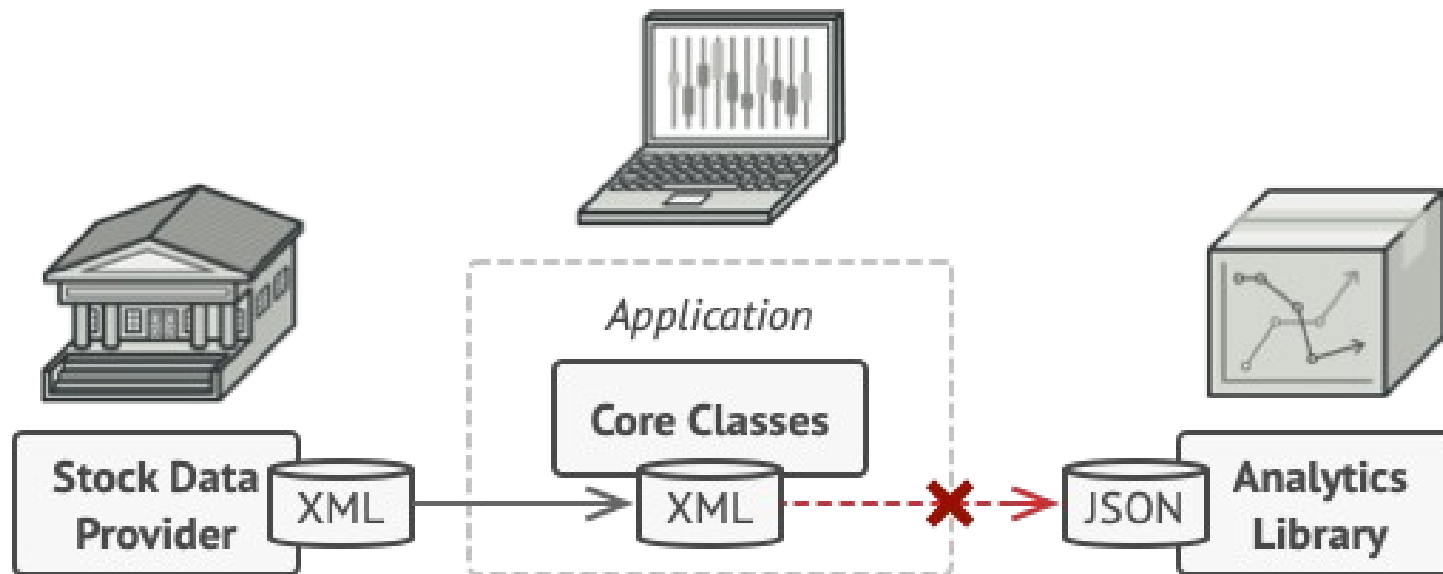 Application
Core Classes
Stock Data
Provider
XML
XML
JSON
Analytics
Library